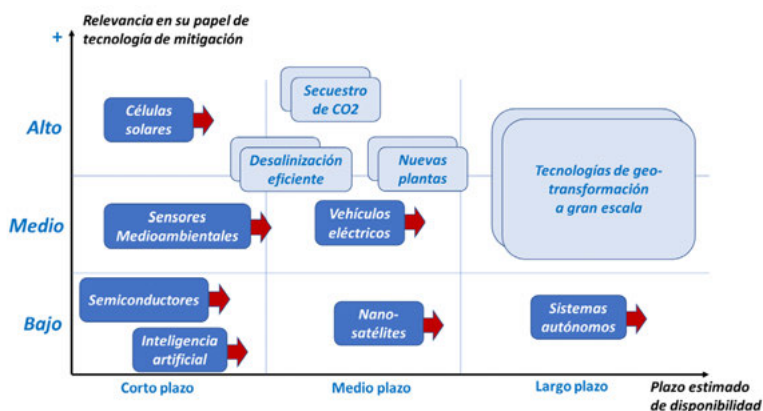 Relevancia en su papel de
tecnología de mitigación
+
Alto
Células
solares
Secuestro
de CO2
Desalinización
eficiente
Nuevas
plantas
Tecnologías de geo-
transformación
a gran escala
Medio
Sensores
Medioambientales
Vehículos
eléctricos
Bajo
Semiconductores
Inteligencia
artificial
Nano-
satélites
Sistemas
autónomos
Corto plazo
Medio plazo
Largo plazo
Plazo estimado
de disponibilidad